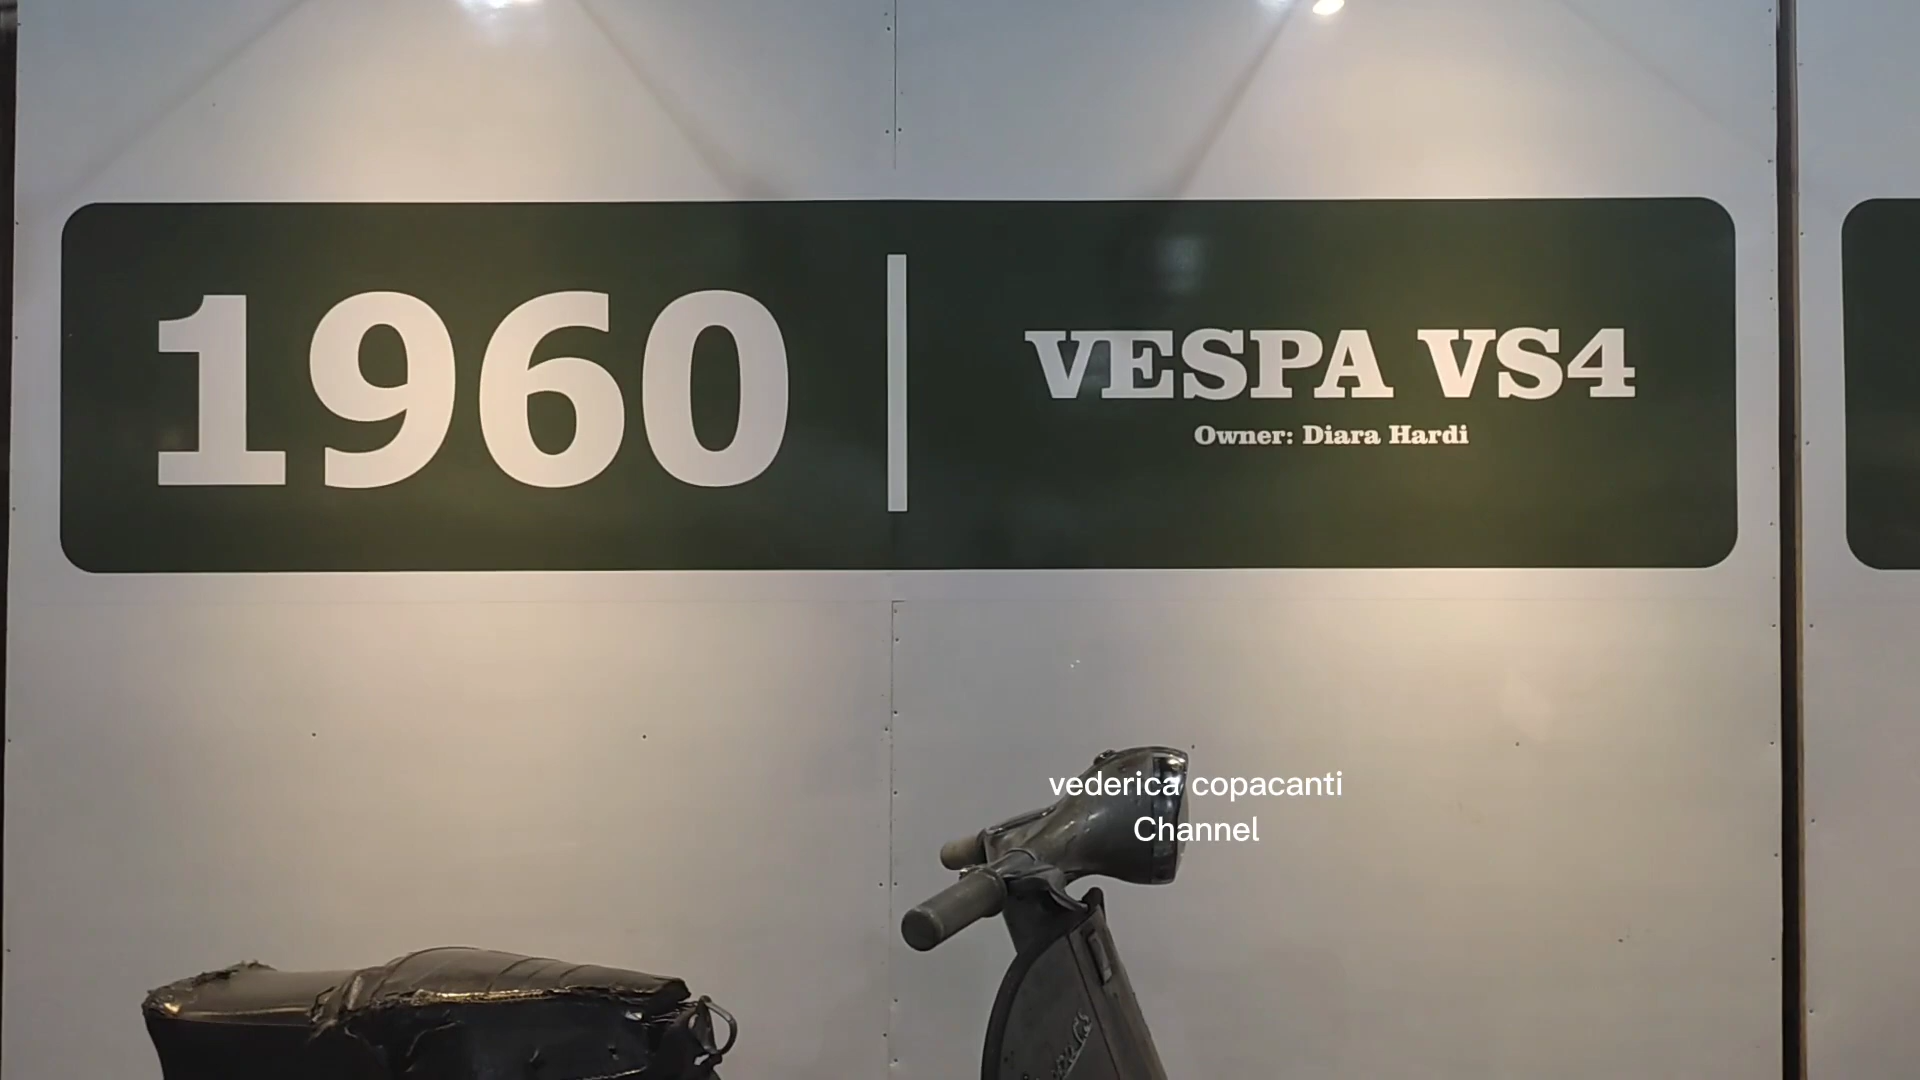 1960
VESPA VS4
Owner: Diara Hardi
vederica copacanti
Channel